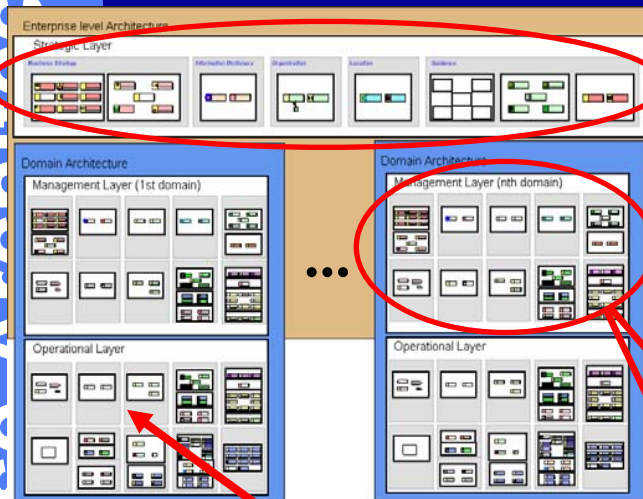 Enterprise level Architecture
Strategic Layer
Business Strategy
Information Dictionary
Organisation
Location
Guidance
Domain Architecture
Domain Architecture
Management Layer (1st domain)
Management Layer (nth domain)
...
Operational Layer
Operational Layer